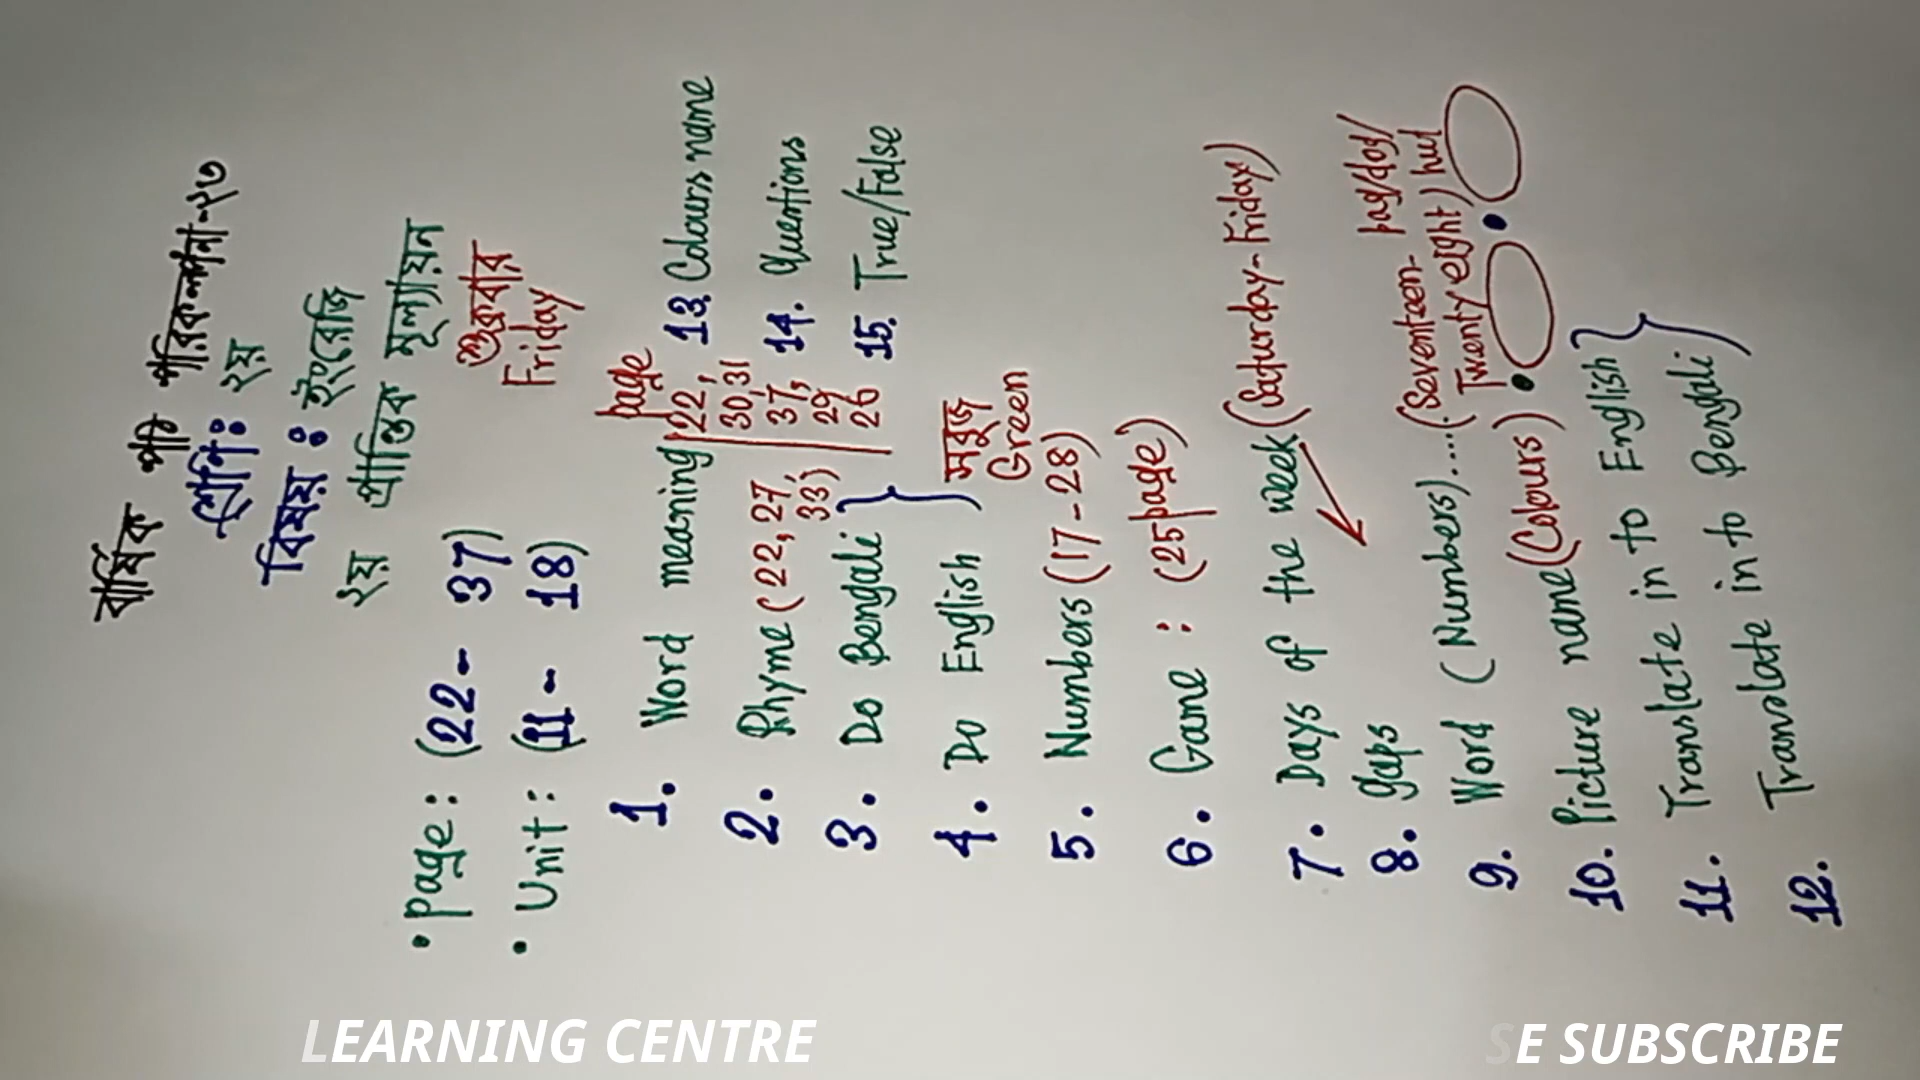 বার্ষিক পাঠ পরিকল্পনা-২৩
শ্রেণি : ২য়
বিষয় : ইংরেজি
২য় প্রান্তিক মূল্যায়ন
• Page : (22 - 37)
শুক্রবার
• Unit : (11 - 18)
Friday
page
1. Word meaning 22, 30,31 37, 29 26
2. Rhyme (22, 27, 33)
3. Do Bengali
4. Do English
সবুজ
Green
5. Numbers (17-28)
6. Game : (25 page)
7. Days of the week (Saturday-Friday)
8. gaps
9. Word (Numbers).... (Seventeen- Twenty eight)
10. Picture name (Colours)
11. Translate in to English
12. Translate in to Bengali
13. Colours name
14. Questions
15. True/False
LEARNING CENTRE
SE SUBSCRIBE